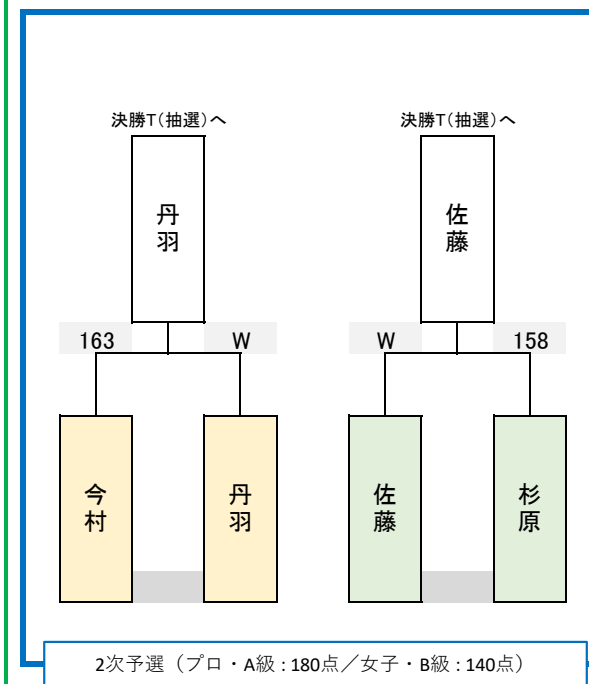 決勝T(抽選)へ 決勝T(抽選)へ
丹羽 佐藤
163 W W 158
今村 丹羽 佐藤 杉原
2次予選（プロ・A級：180点／女子・B級：140点）